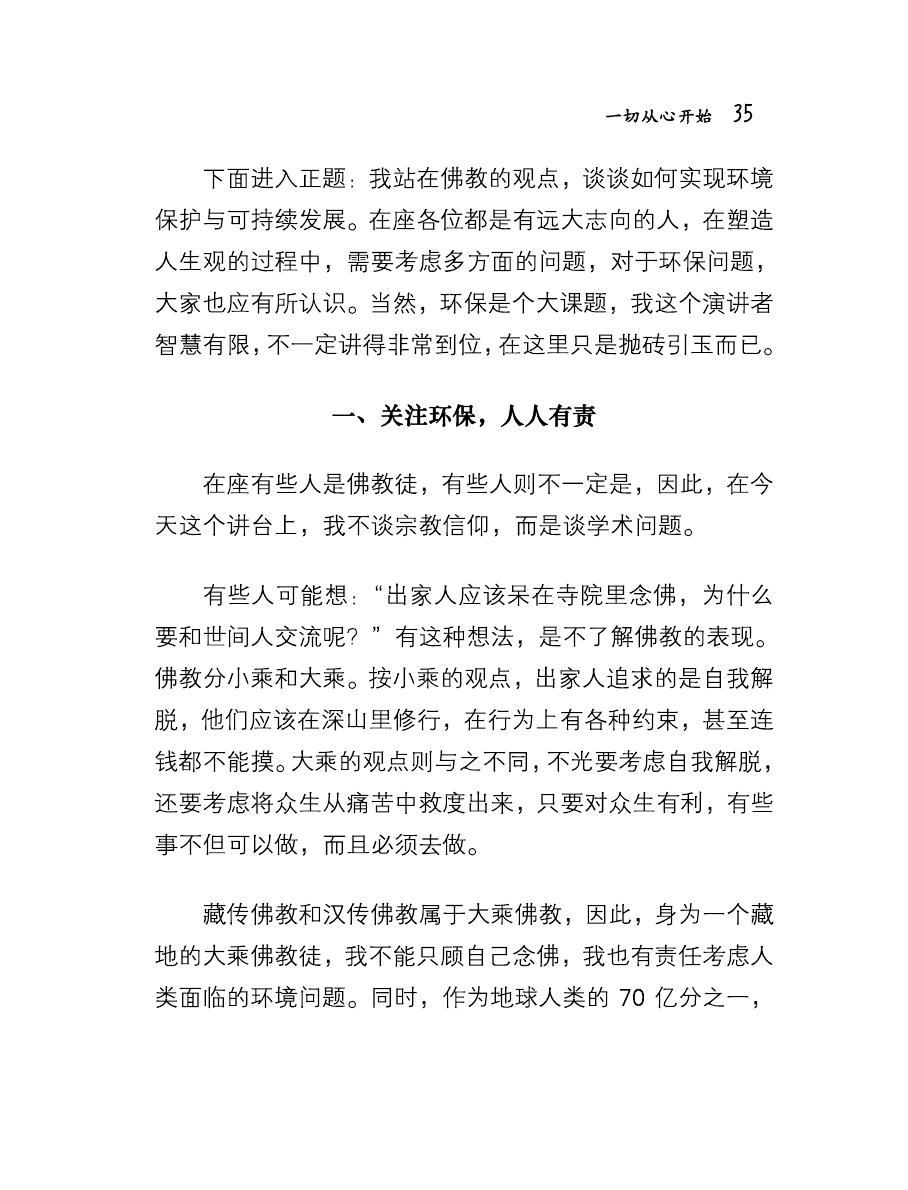 一切从心开始 35
下面进入正题：我站在佛教的观点，谈谈如何实现环境
保护与可持续发展。在座各位都是有远大志向的人，在塑造
人生观的过程中，需要考虑多方面的问题，对于环保问题，
大家也应有所认识。当然，环保是个大课题，我这个演讲者
智慧有限，不一定讲得非常到位，在这里只是抛砖引玉而已。
一、关注环保，人人有责
在座有些人是佛教徒，有些人则不一定是，因此，在今
天这个讲台上，我不谈宗教信仰，而是谈学术问题。
有些人可能想：“出家人应该呆在寺院里念佛，为什么
要和世间人交流呢？”有这种想法，是不了解佛教的表现。
佛教分小乘和大乘。按小乘的观点，出家人追求的是自我解
脱，他们应该在深山里修行，在行为上有各种约束，甚至连
钱都不能摸。大乘的观点则与之不同，不光要考虑自我解脱，
还要考虑将众生从痛苦中救度出来，只要对众生有利，有些
事不但可以做，而且必须去做。
藏传佛教和汉传佛教属于大乘佛教，因此，身为一个藏
地的大乘佛教徒，我不能只顾自己念佛，我也有责任考虑人
类面临的环境问题。同时，作为地球人类的 70 亿分之一，